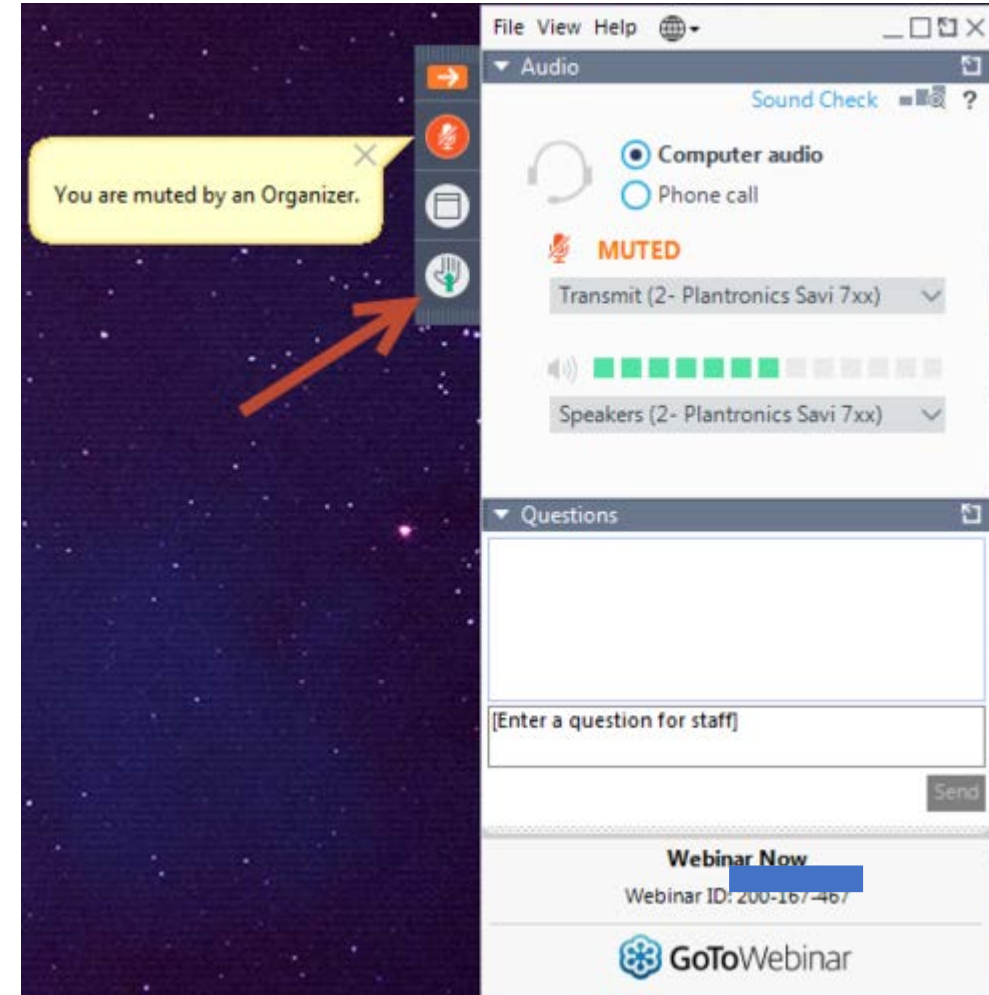 File View Help
Audio
Sound Check ?
Computer audio
Phone call
You are muted by an Organizer.
MUTED
Transmit (2- Plantronics Savi 7xx)
Speakers (2- Plantronics Savi 7xx)
Questions
[Enter a question for staff]
Send
Webinar Now
Webinar ID:
GoToWebinar